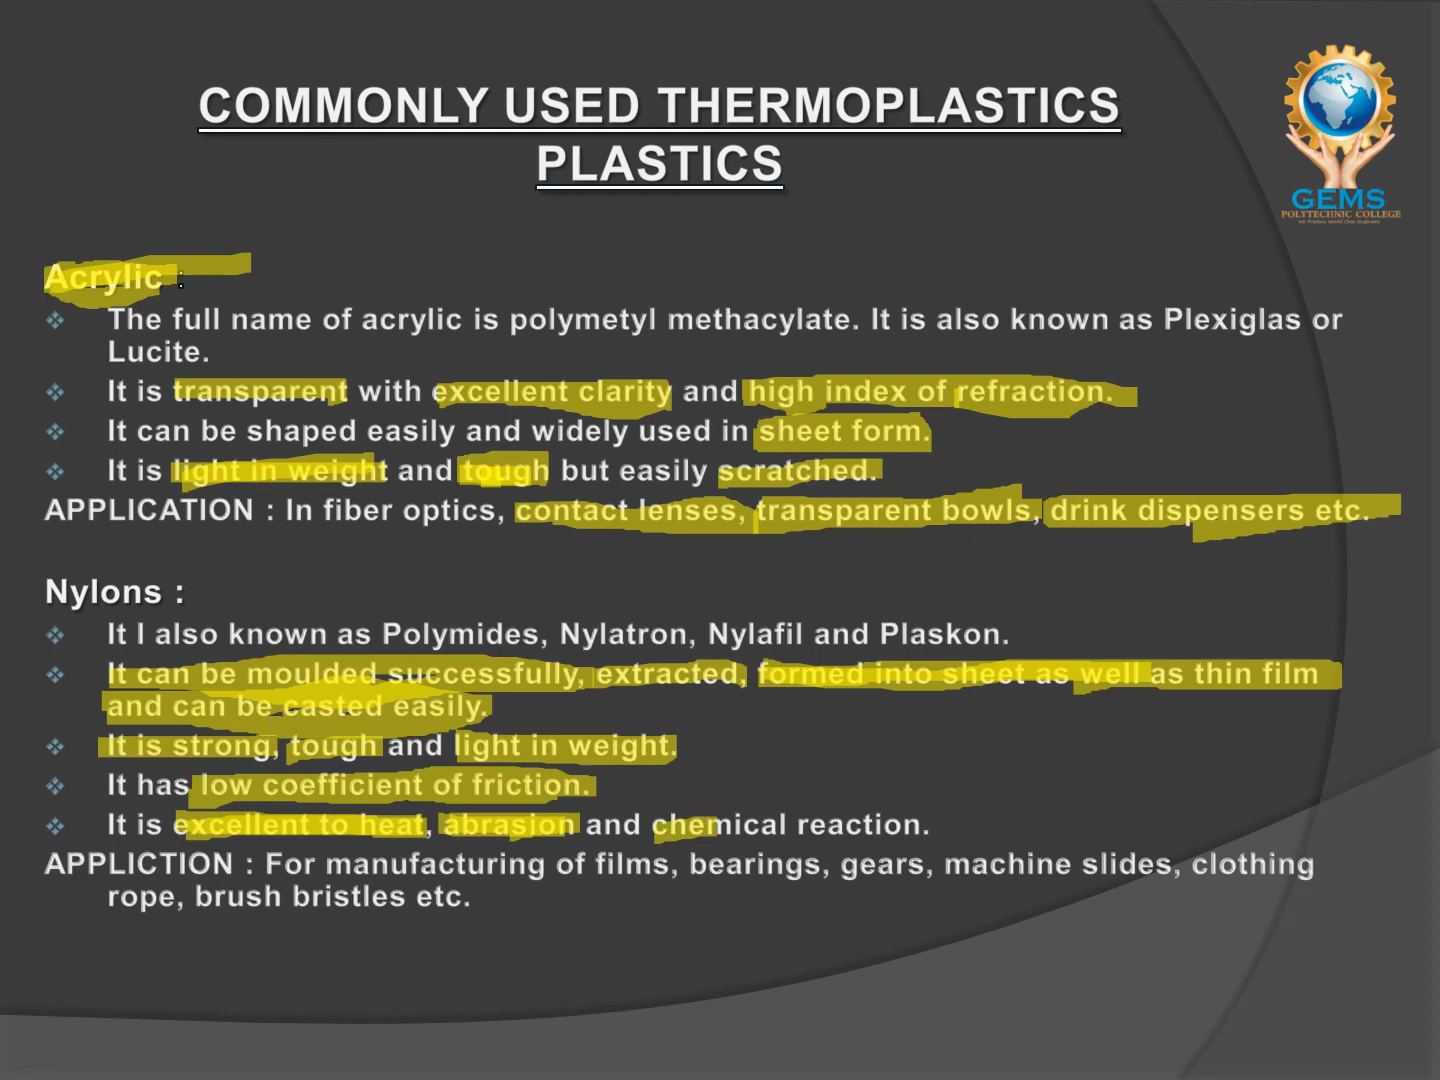 COMMONLY USED THERMOPLASTICS
PLASTICS
GEMS
POLYTECHNIC COLLEGE
Acrylic :
The full name of acrylic is polymetyl methacylate. It is also known as Plexiglas or
Lucite.
It is transparent with excellent clarity and high index of refraction.
It can be shaped easily and widely used in sheet form.
It is light in weight and tough but easily scratched.
APPLICATION : In fiber optics, contact lenses, transparent bowls, drink dispensers etc.
Nylons :
It I also known as Polymides, Nylatron, Nylafil and Plaskon.
It can be moulded successfully, extracted, formed into sheet as well as thin film
and can be casted easily.
It is strong, tough and light in weight.
It has low coefficient of friction.
It is excellent to heat, abrasion and chemical reaction.
APPLICTION : For manufacturing of films, bearings, gears, machine slides, clothing
rope, brush bristles etc.